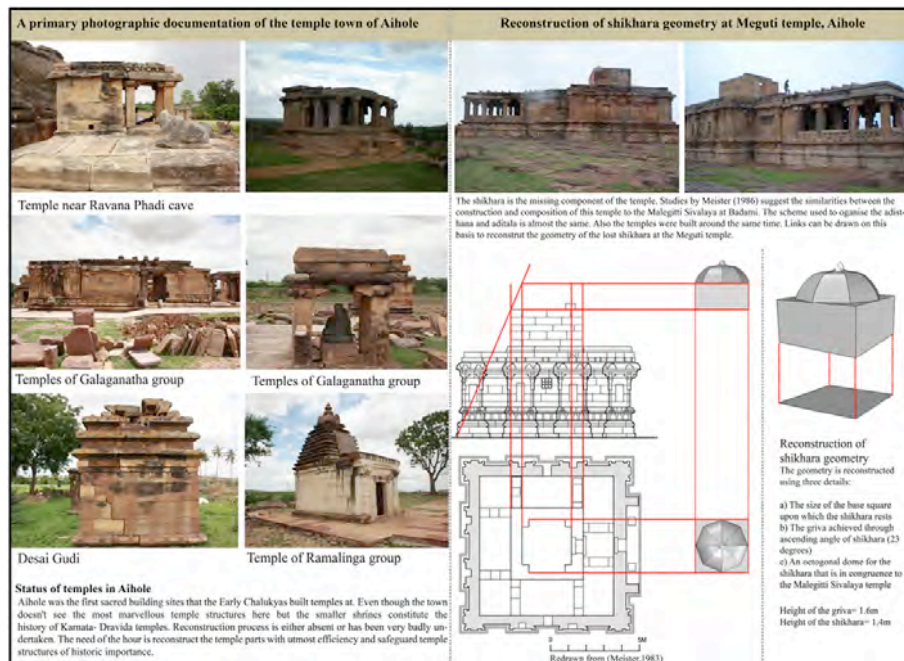 A primary photographic documentation of the temple town of Aihole
Temple near Ravana Phadi cave
Temples of Galaganatha group
Temples of Galaganatha group
Desai Gudi
Temple of Ramalinga group
Status of temples in Aihole
Aihole was the first sacred building sites that the Early Chalukyas built temples at. Even though the town
doesn't see the most marvellous temple structures here but the smaller shrines constitute the
history of Karnata- Dravida temples. Reconstruction process is either absent or has been very badly un-
dertaken. The need of the hour is reconstruct the temple parts with utmost efficiency and safeguard temple
structures of historic importance.
Reconstruction of shikhara geometry at Meguti temple, Aihole
The shikhara is the missing component of the temple. Studies by Meister (1986) suggest the similarities between the
construction and composition of this temple to the Malegitti Sivalaya at Badami. The scheme used to oganise the adist-
hana and aditala is almost the same. Also the temples were built around the same time. Links can be drawn on this
basis to reconstrut the geometry of the lost shikhara at the Meguti temple.
0
5M
Redrawn from (Meister,1983)
Reconstruction of
shikhara geometry
The geometry is reconstructed
using three details:
a) The size of the base square
upon which the shikhara rests
b) The griva achieved through
ascending angle of shikhara (23
degrees)
c) An octogonal dome for the
shikhara that is in congruence to
the Malegitti Sivalaya temple
Height of the griva= 1.6m
Height of the shikhara= 1.4m